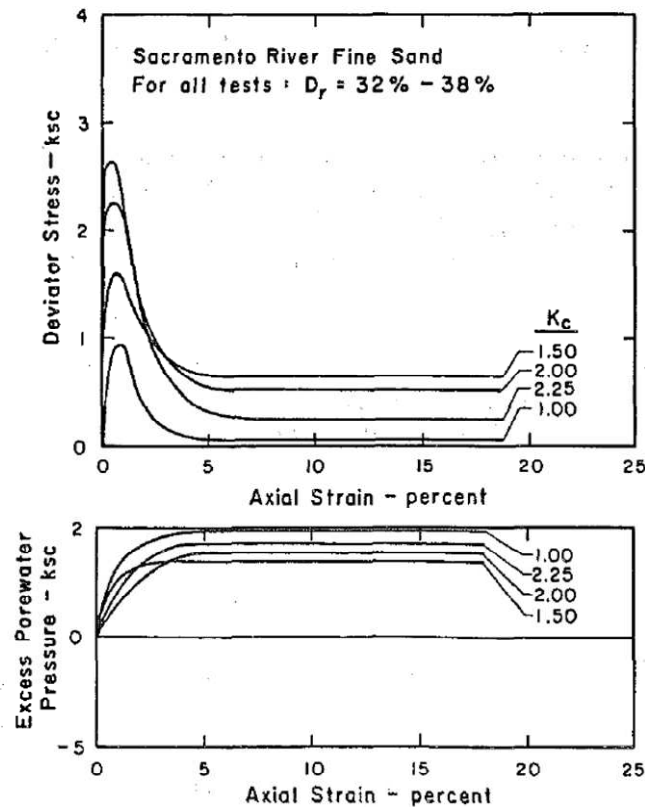 4
Sacramento River Fine Sand
For all tests : Dr = 32% – 38%
3
2
Deviator Stress – ksc
1
0
Kc
1.50
2.00
2.25
1.00
0 5 10 15 20 25
Axial Strain – percent
2
0
-5
Excess Porewater
Pressure – ksc
1.00
2.25
2.00
1.50
0 5 10 15 20 25
Axial Strain – percent